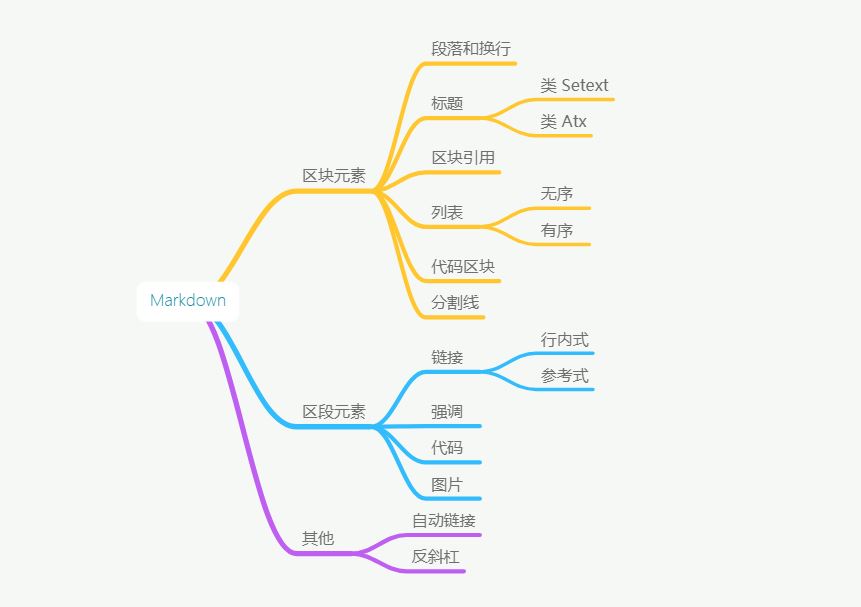 Markdown
区块元素
段落和换行
标题
类 Setext
类 Atx
区块引用
列表
无序
有序
代码区块
分割线
区段元素
链接
行内式
参考式
强调
代码
图片
其他
自动链接
反斜杠